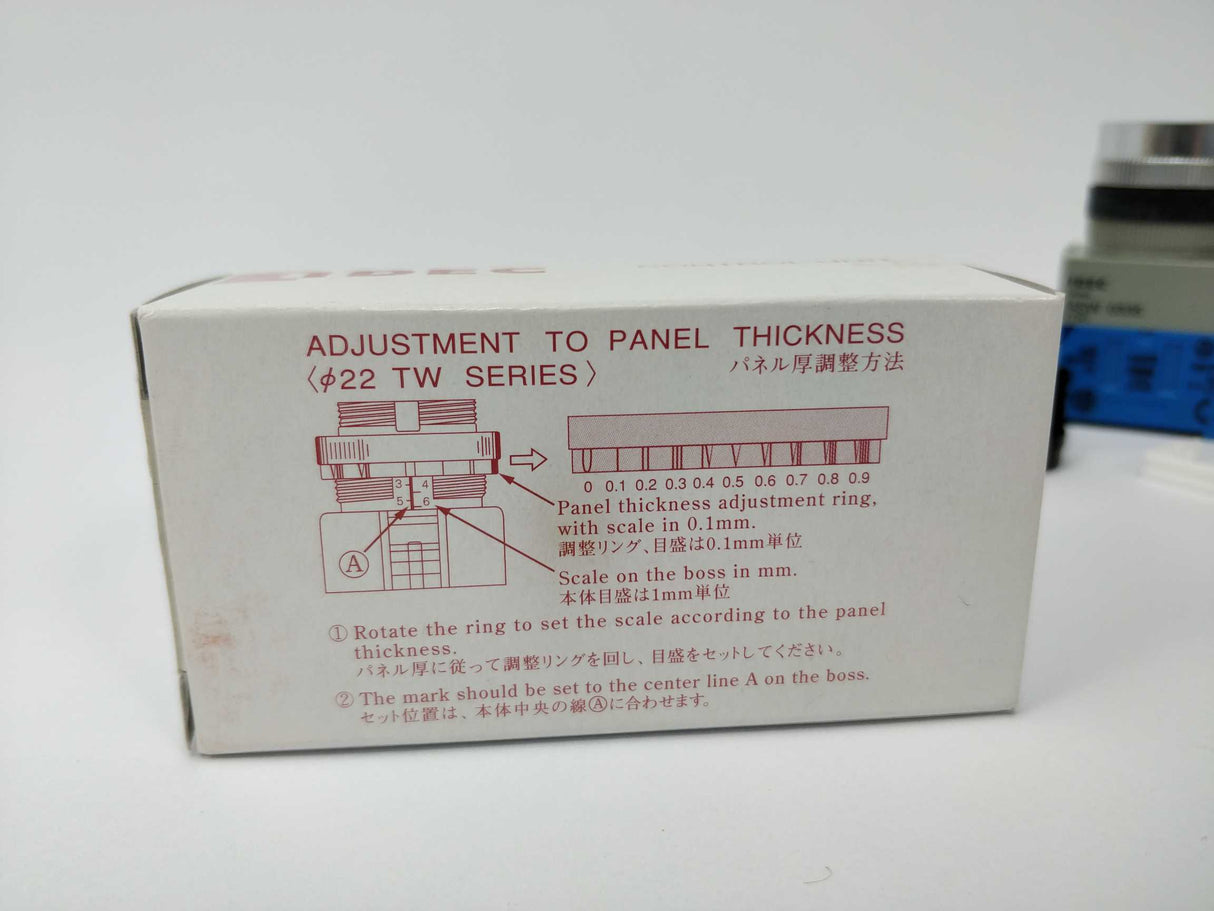 IDEC
ADJUSTMENT TO PANEL THICKNESS
〈φ22 TW SERIES〉
パネル厚調整方法
3 4
5 6
Ⓐ
0 0.1 0.2 0.3 0.4 0.5 0.6 0.7 0.8 0.9
Panel thickness adjustment ring,
with scale in 0.1mm.
調整リング、目盛は0.1mm単位
Scale on the boss in mm.
本体目盛は1mm単位
① Rotate the ring to set the scale according to the panel
thickness.
パネル厚に従って調整リングを回し、目盛をセットしてください。
② The mark should be set to the center line A on the boss.
セット位置は、本体中央の線Ⓐに合わせます。
IDEC